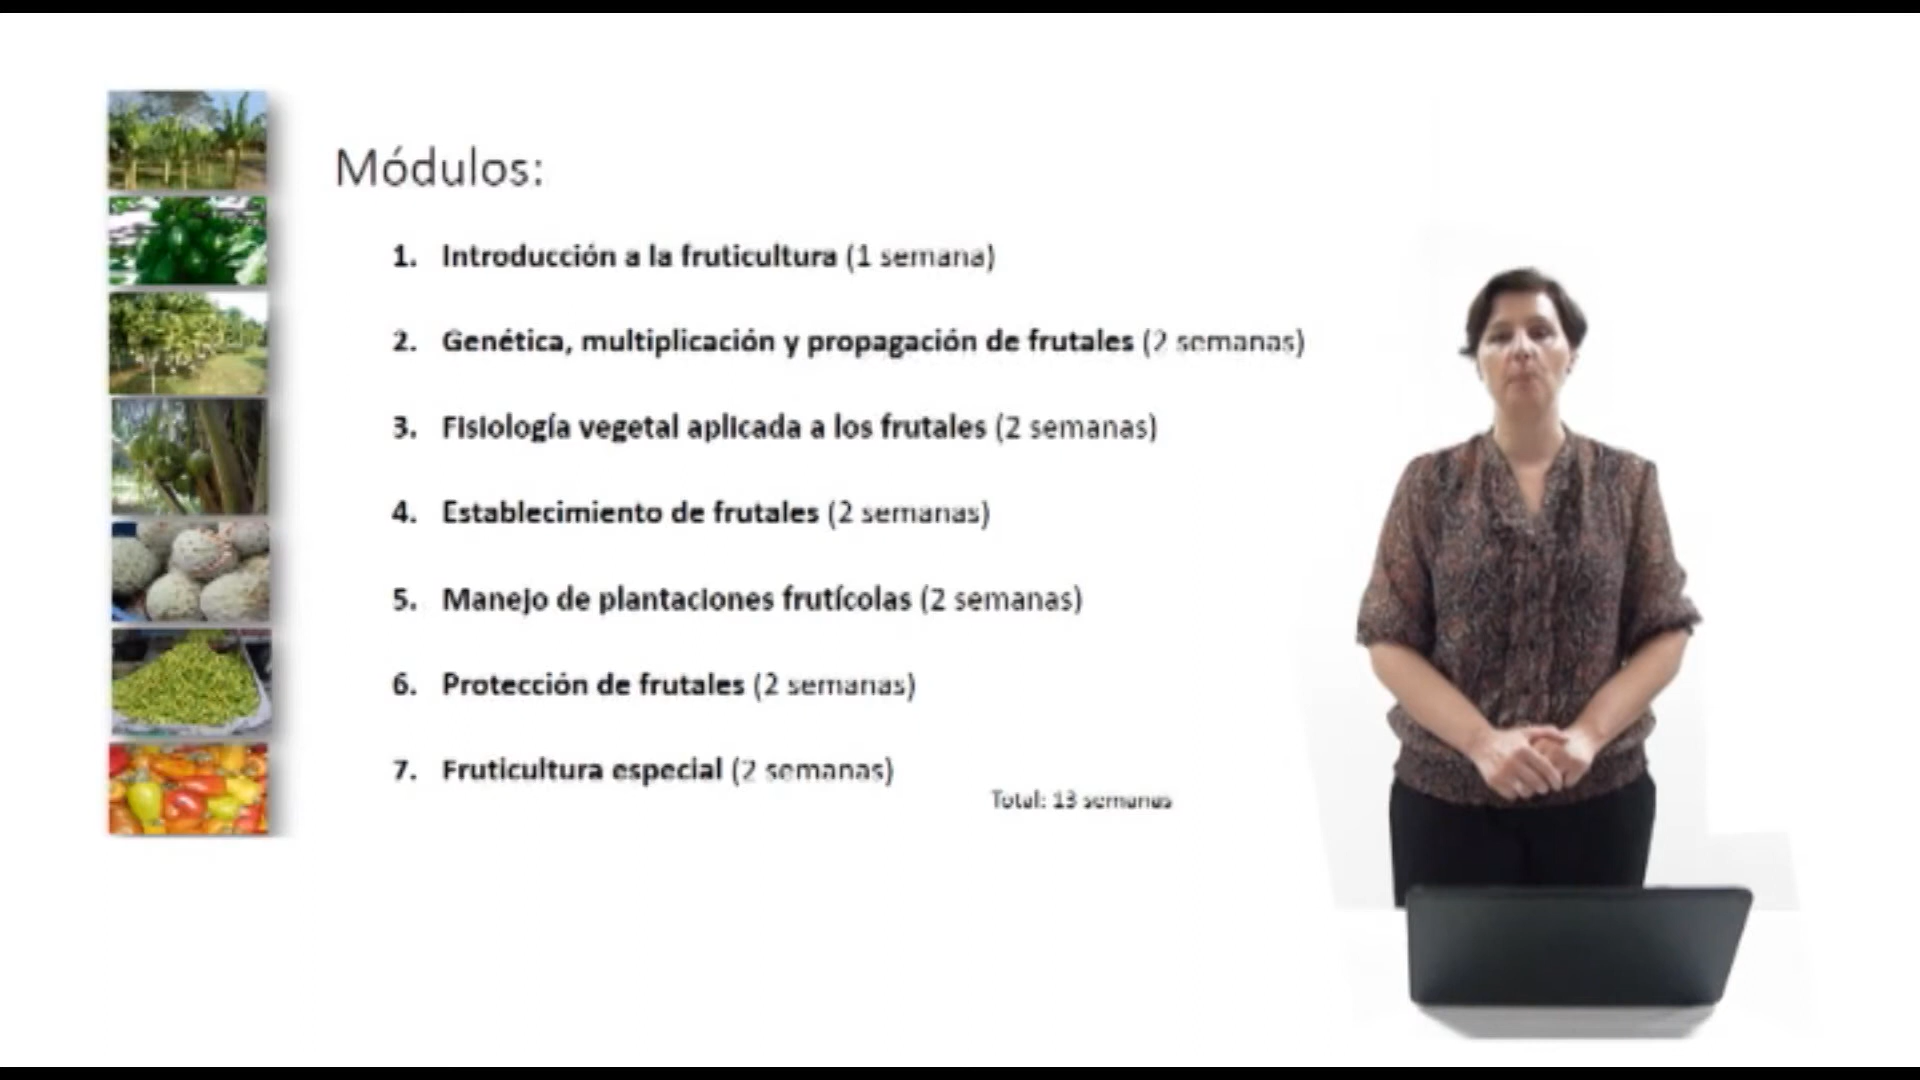 Módulos:
1. Introducción a la fruticultura (1 semana)
2. Genética, multiplicación y propagación de frutales (2 semanas)
3. Fisiología vegetal aplicada a los frutales (2 semanas)
4. Establecimiento de frutales (2 semanas)
5. Manejo de plantaciones frutícolas (2 semanas)
6. Protección de frutales (2 semanas)
7. Fruticultura especial (2 semanas)
Total: 13 semanas